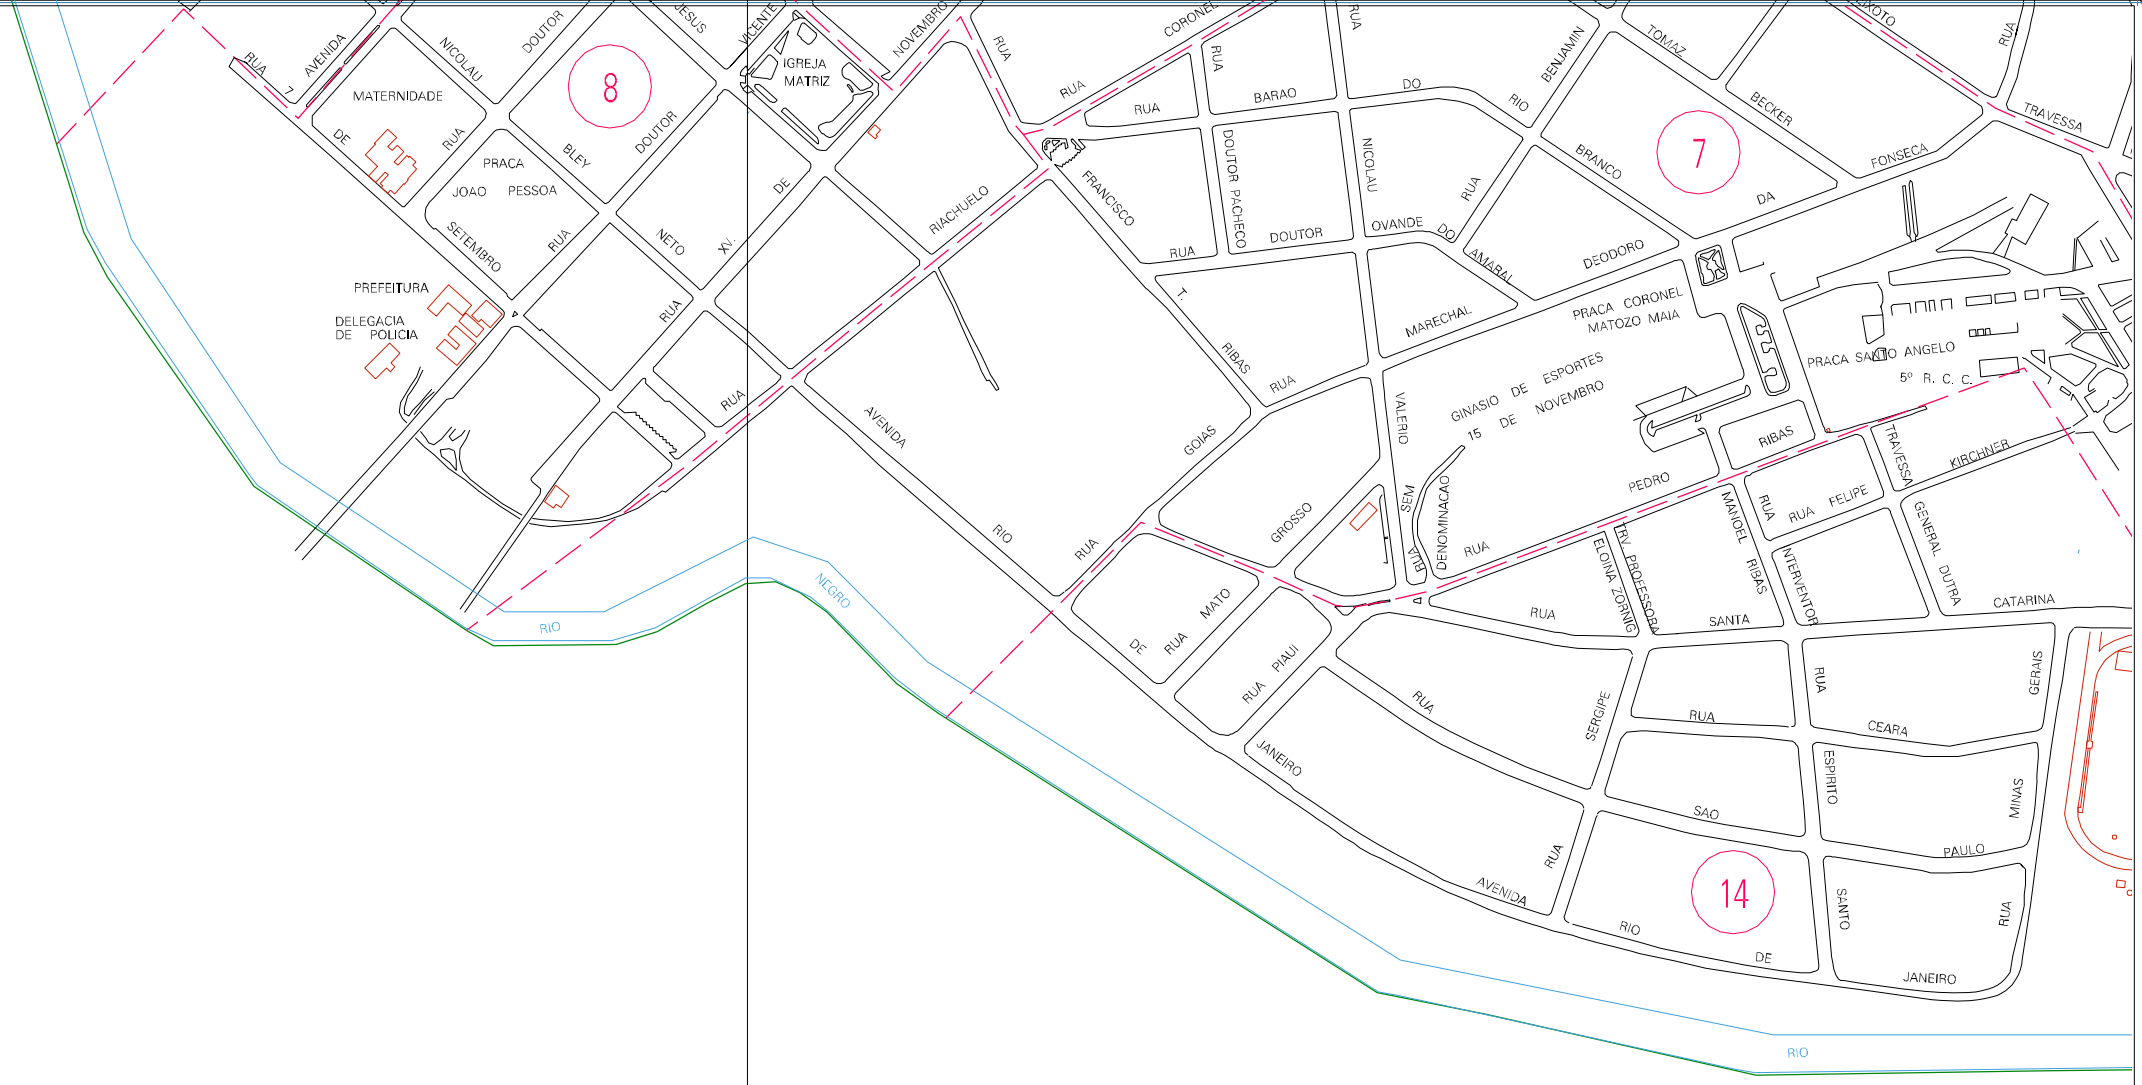 JESUS
VICENTE
NOVEMBRO
RUA
CORONEL
RUA
RUA
AVENIDA
NICOLAU
DOUTOR
8
IGREJA
MATRIZ
RUA
RUA
BARAO
DO
RIO
BENJAMIN
TOMAZ
BECKER
RUA
TRAVESSA
RUA
7
DE
MATERNIDADE
RUA
PRACA
JOAO PESSOA
BLEY
DOUTOR
DE
XV.
NETO
RIACHUELO
FRANCISCO
DOUTOR PACHECO
NICOLAU
RUA
BRANCO
7
FONSECA
DA
SETEMBRO
RUA
RUA
DOUTOR
OVANDE
DO
AMARAL
DEODORO
PREFEITURA
DELEGACIA
DE POLICIA
RUA
T.
RIBAS
RUA
MARECHAL
PRACA CORONEL
MATOZO MAIA
PRACA SANTO ANGELO
5º R. C. C.
GINASIO DE ESPORTES
15 DE NOVEMBRO
RUA
AVENIDA
GOIAS
VALERIO
RIBAS
TRAVESSA
KIRCHNER
PEDRO
RUA
RUA FELIPE
MANOEL
RIBAS
GENERAL DUTRA
RIO
RUA
GROSSO
SEM
DENOMINACAO
RUA
RUA
TRV PROFESSORA
ELOINA ZORNIG
NTERVENTOR
NEGRO
RIO
MATO
RUA
DE
RUA PIAUI
RUA
SANTA
CATARINA
RUA
SERGIPE
RUA
RUA
CEARA
GERAIS
JANEIRO
ESPIRITO
MINAS
SAO
PAULO
RUA
AVENIDA
14
SANTO
RUA
RIO
DE
JANEIRO
RIO